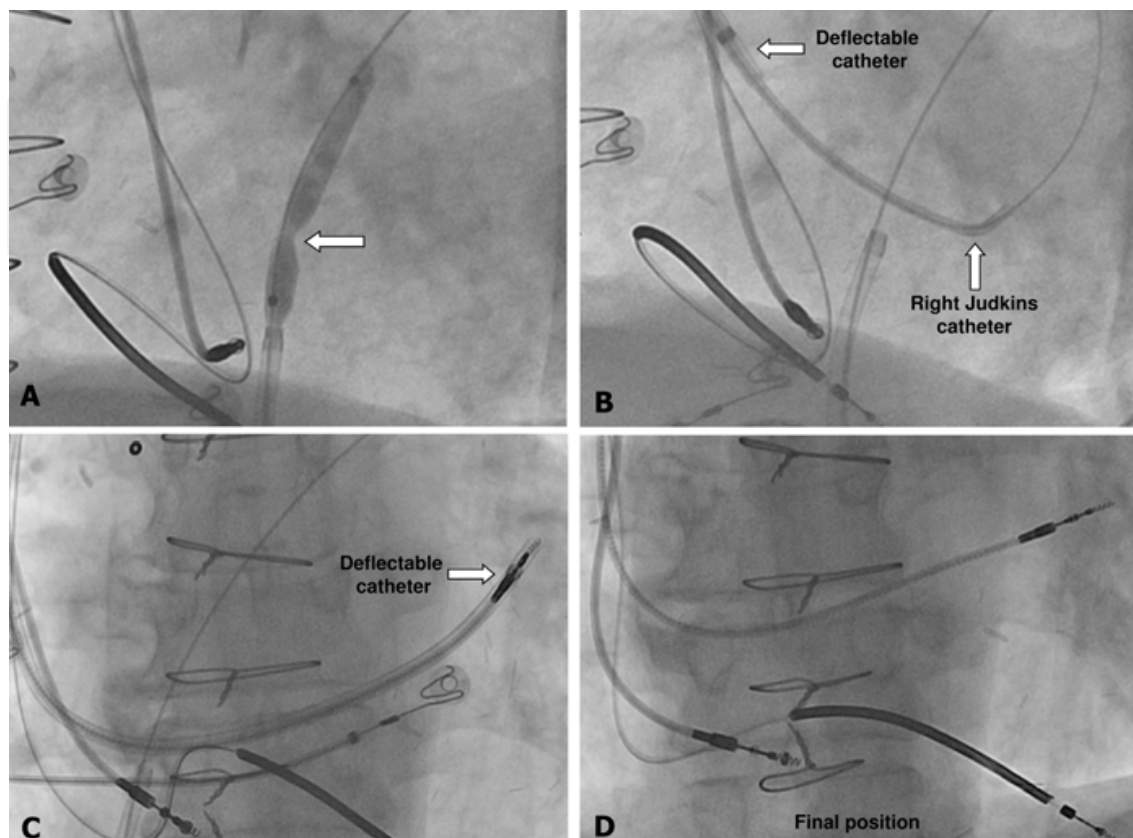 Deflectable
catheter
Right Judkins
catheter
A
B
Deflectable
catheter
C
D
Final position